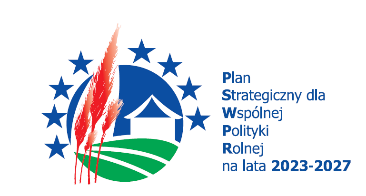 Plan
Strategiczny dla
Wspólnej
Polityki
Rolnej
na lata 2023-2027